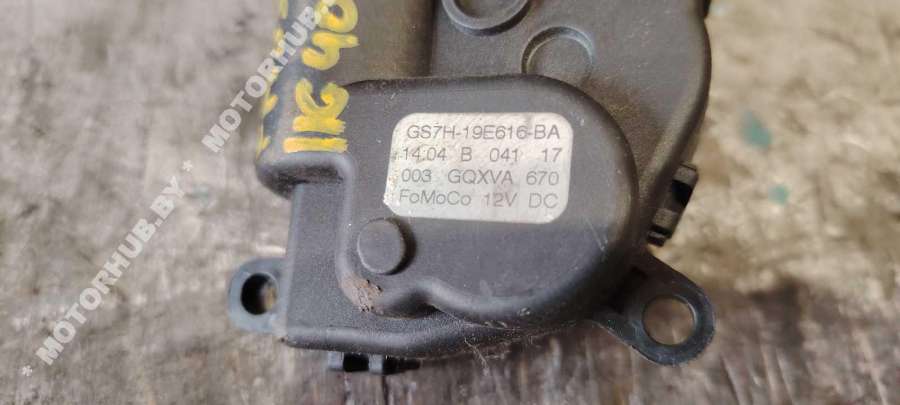 GS7H-19E616-BA
14.04 B 041 17
003 GQXVA 670
FoMoCo 12V DC
* MOTORHUB.BY * MOTORHUB.BY